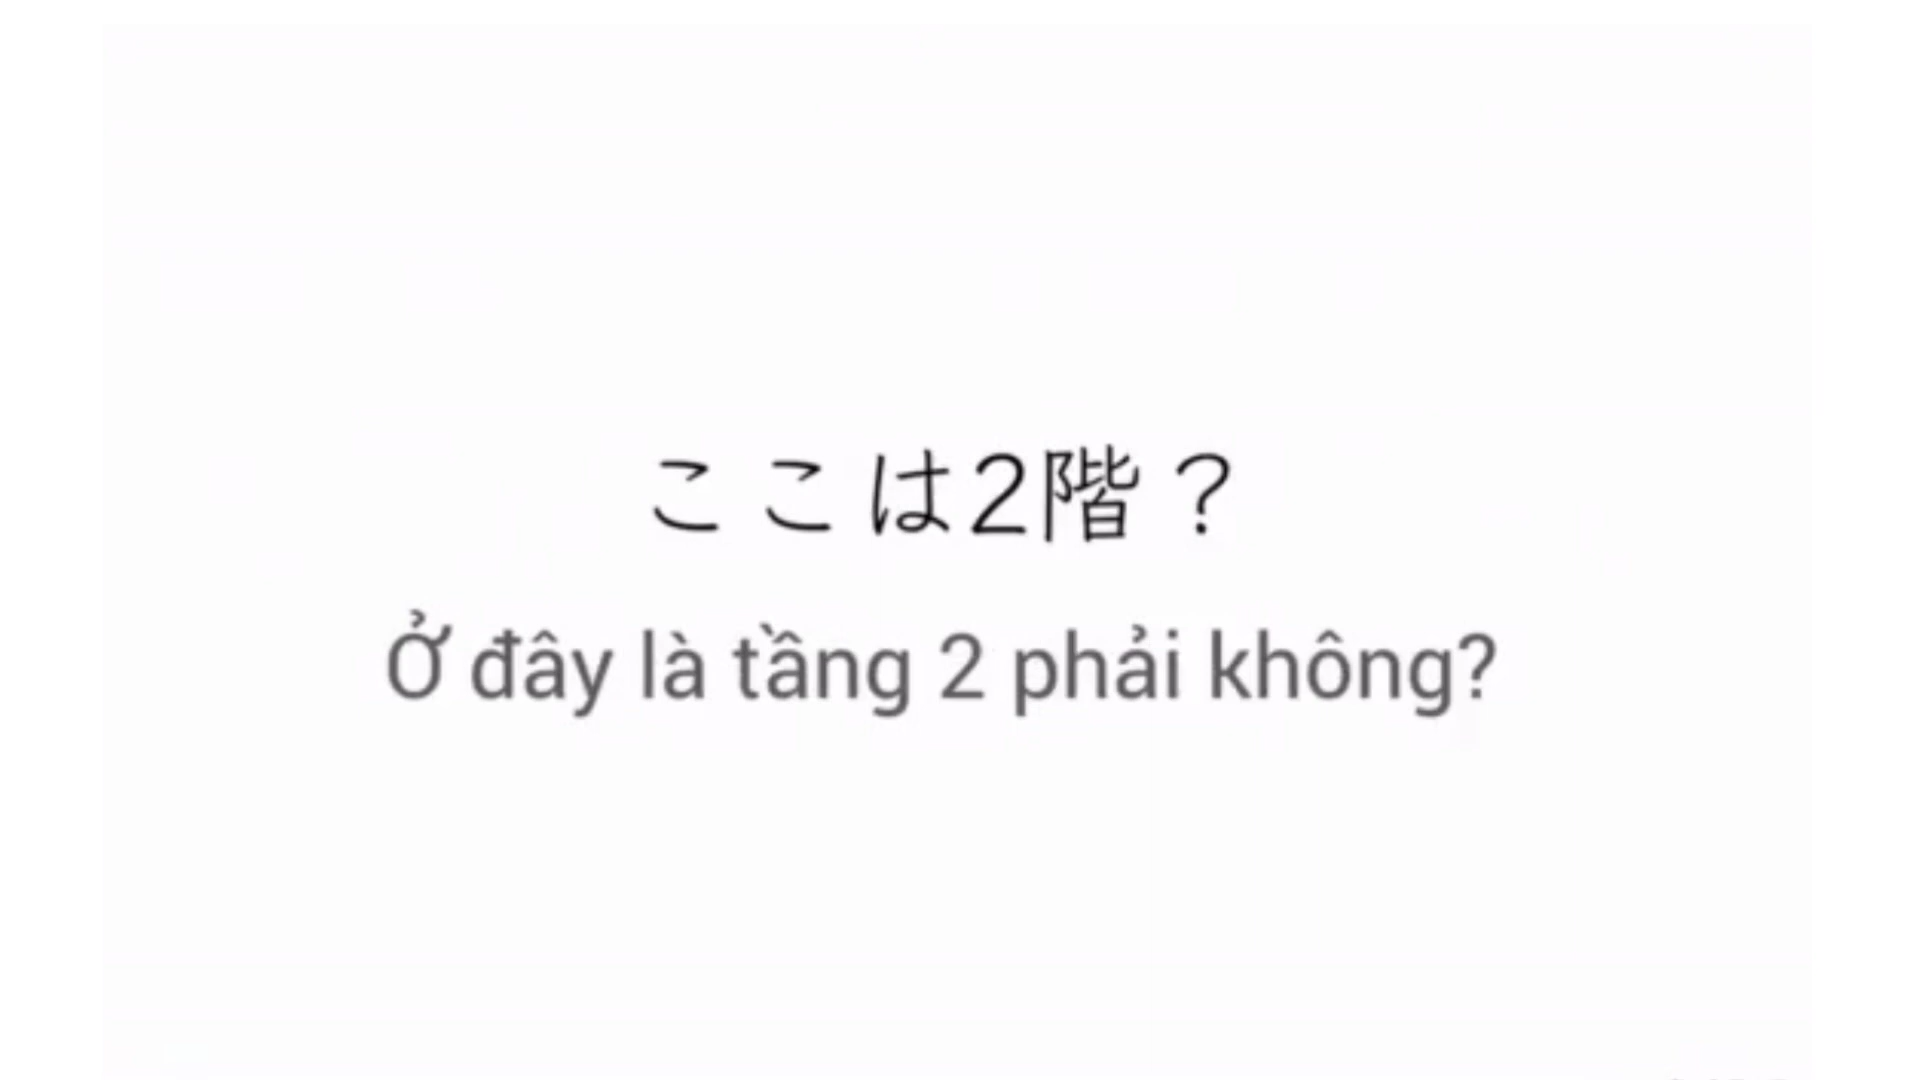 ここは2階？
Ở đây là tầng 2 phải không?